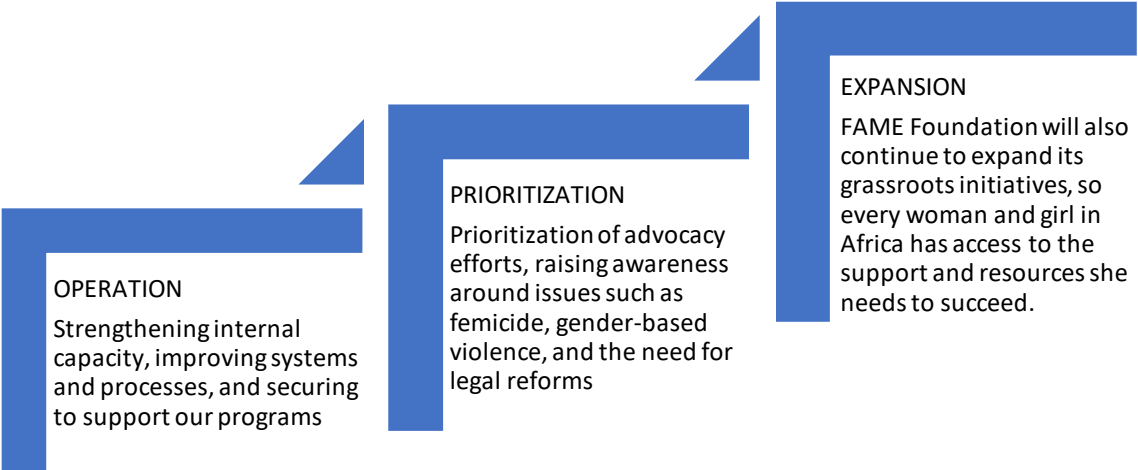 OPERATION
Strengthening internal
capacity, improving systems
and processes, and securing
to support our programs
PRIORITIZATION
Prioritization of advocacy
efforts, raising awareness
around issues such as
femicide, gender-based
violence, and the need for
legal reforms
EXPANSION
FAME Foundation will also
continue to expand its
grassroots initiatives, so
every woman and girl in
Africa has access to the
support and resources she
needs to succeed.